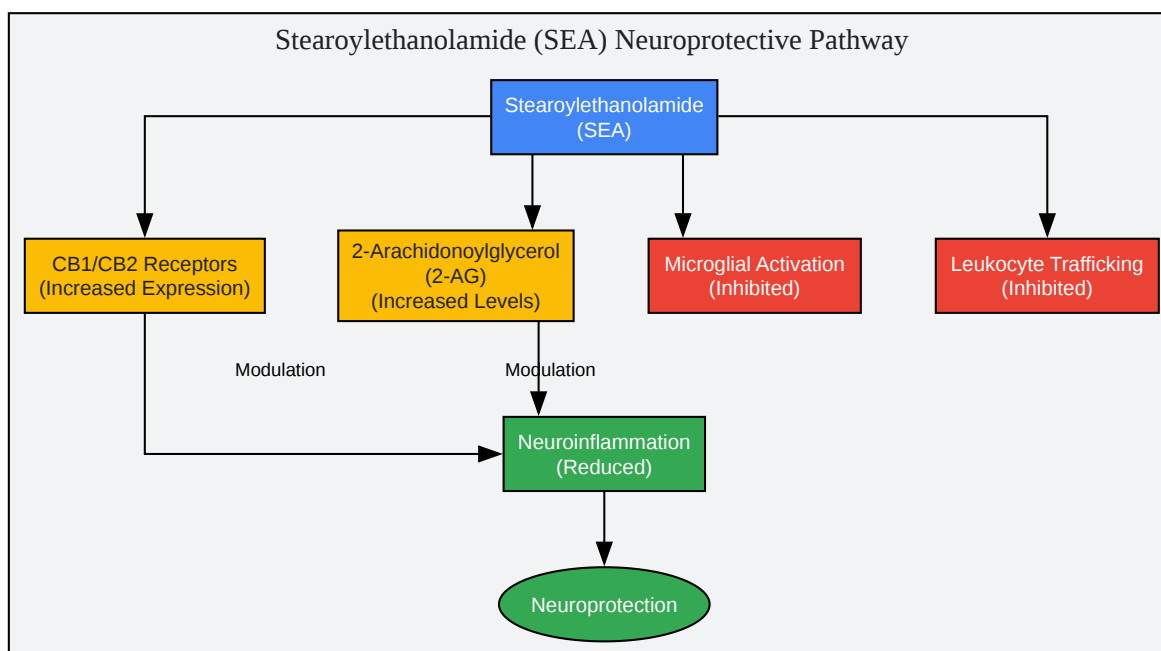 Stearoylethanolamide (SEA) Neuroprotective Pathway
Stearoylethanolamide
(SEA)
CB1/CB2 Receptors
(Increased Expression)
2-Arachidonoylglycerol
(2-AG)
(Increased Levels)
Microglial Activation
(Inhibited)
Leukocyte Trafficking
(Inhibited)
Modulation
Modulation
Neuroinflammation
(Reduced)
Neuroprotection